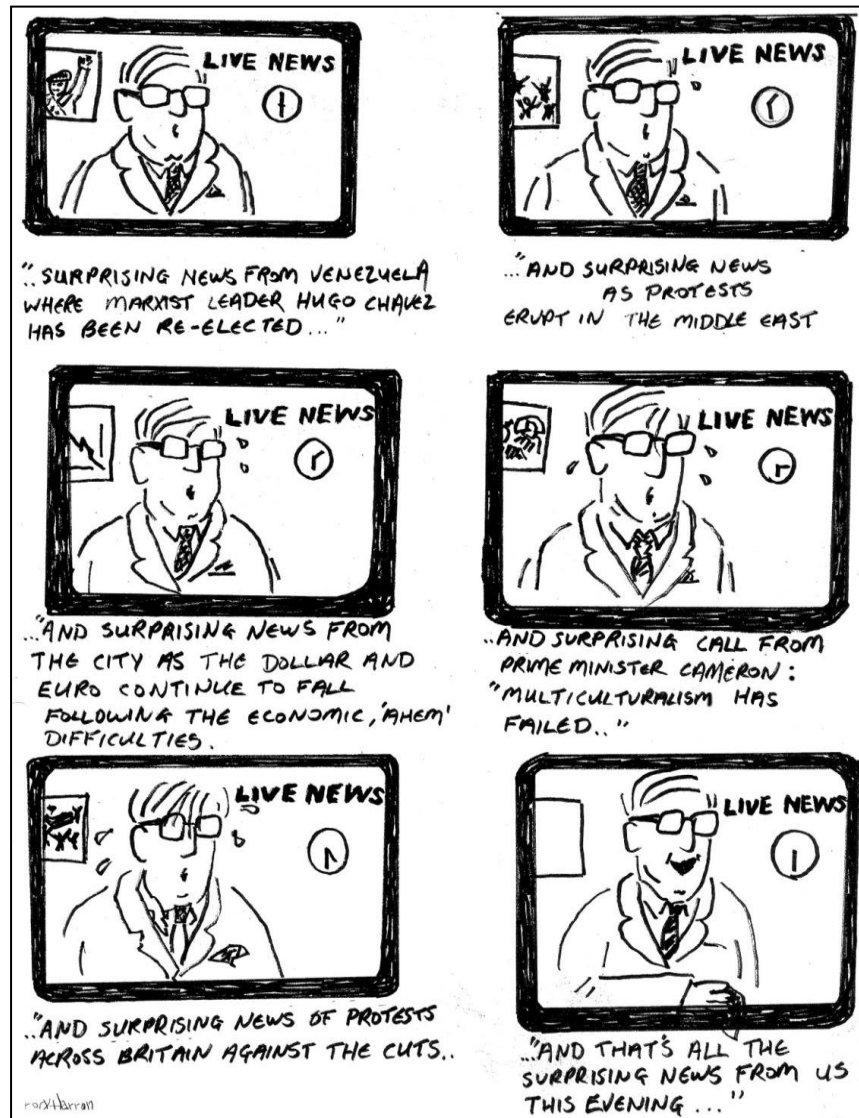 LIVE NEWS
".. SURPRISING NEWS FROM VENEZUELA
WHERE MARXIST LEADER HUGO CHAVEZ
HAS BEEN RE-ELECTED..."
LIVE NEWS
..."AND SURPRISING NEWS
AS PROTESTS
ERUPT IN THE MIDDLE EAST
LIVE NEWS
..."AND SURPRISING NEWS FROM
THE CITY AS THE DOLLAR AND
EURO CONTINUE TO FALL
FOLLOWING THE ECONOMIC, 'AHEM'
DIFFICULTIES.
LIVE NEWS
..AND SURPRISING CALL FROM
PRIME MINISTER CAMERON:
"MULTICULTURALISM HAS
FAILED.."
LIVE NEWS
.."AND SURPRISING NEWS OF PROTESTS
ACROSS BRITAIN AGAINST THE CUTS..
LIVE NEWS
..."AND THAT'S ALL THE
SURPRISING NEWS FROM US
THIS EVENING ..."